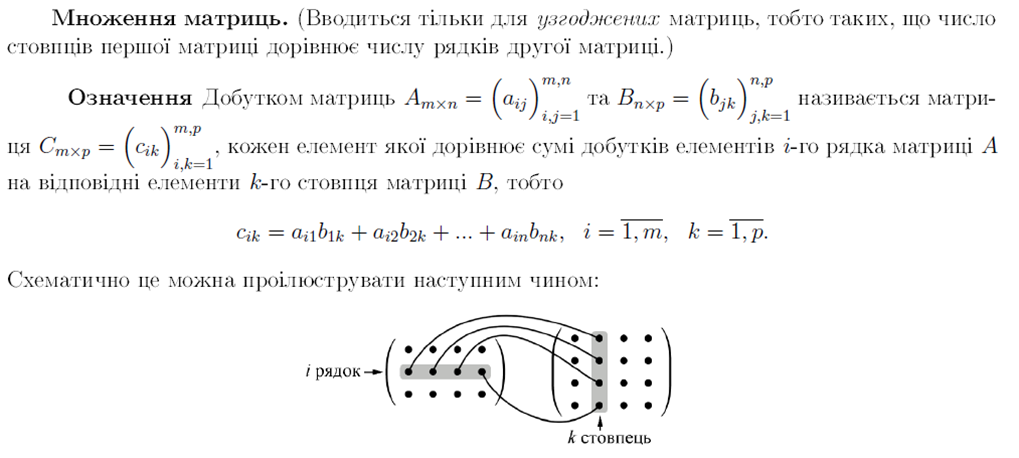 Множення матриць. (Вводиться тільки для узгоджених матриць, тобто таких, що число
стовпців першої матриці дорівнює числу рядків другої матриці.)
Означення Добутком матриць A_{m×n} = (a_{ij})_{i,j=1}^{m,n} та B_{n×p} = (b_{jk})_{j,k=1}^{n,p} називається матри-
ця C_{m×p} = (c_{ik})_{i,k=1}^{m,p}, кожен елемент якої дорівнює сумі добутків елементів i-го рядка матриці A
на відповідні елементи k-го стовпця матриці B, тобто
c_{ik} = a_{i1}b_{1k} + a_{i2}b_{2k} + ... + a_{in}b_{nk}, i = \overline{1, m}, k = \overline{1, p}.
Схематично це можна проілюструвати наступним чином:
i рядок
k стовпець